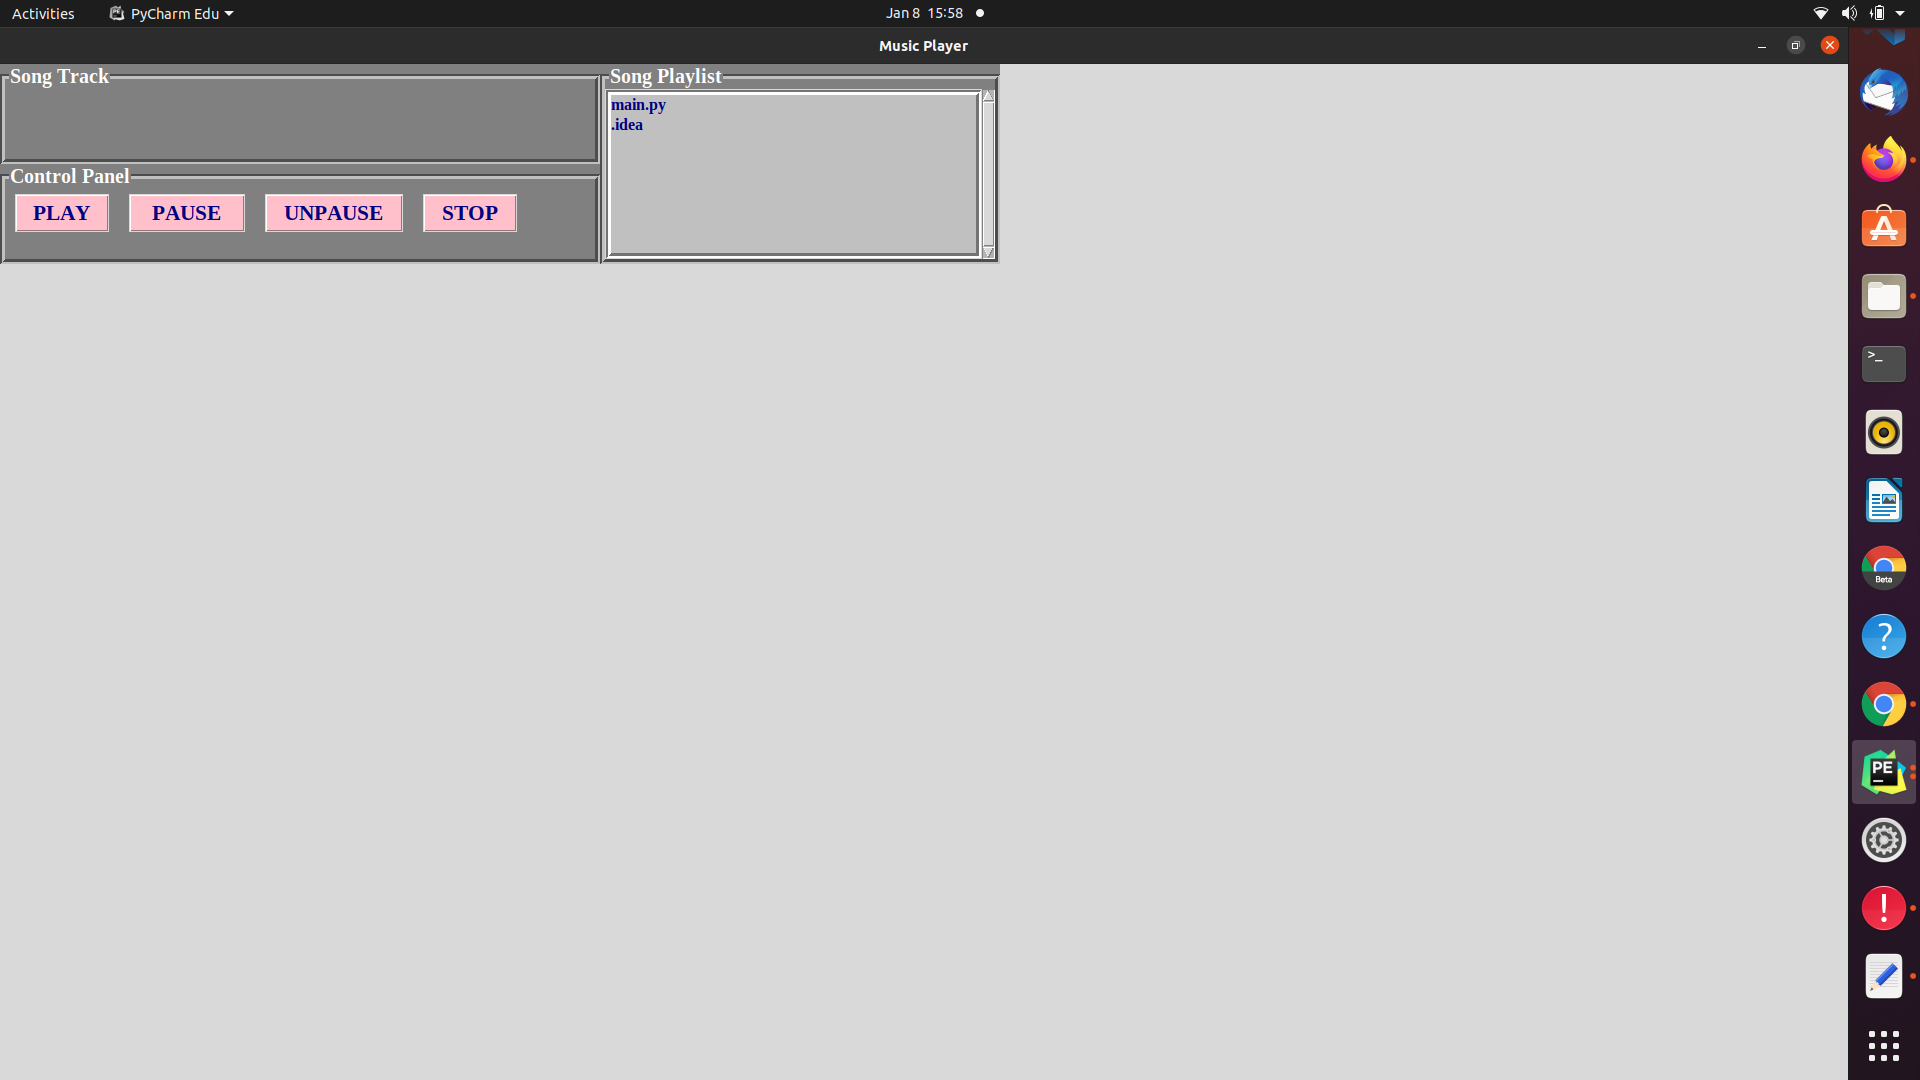 Activities
PyCharm Edu
Jan 8 15:58
Music Player
Song Track
Song Playlist
main.py
.idea
Control Panel
PLAY
PAUSE
UNPAUSE
STOP
>_
Beta
?
PE
!